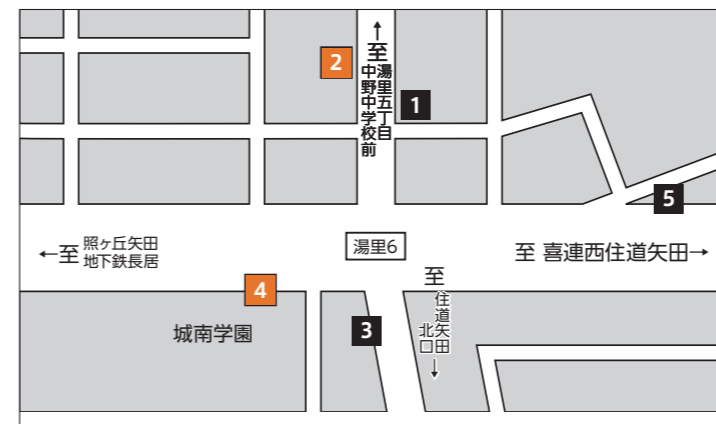 ↑
至
湯里五丁目
中野中学校前
2
1
5
←至 照ヶ丘矢田
地下鉄長居
湯里6
至 喜連西住道矢田→
至
住道矢田
北口
↓
4
3
城南学園